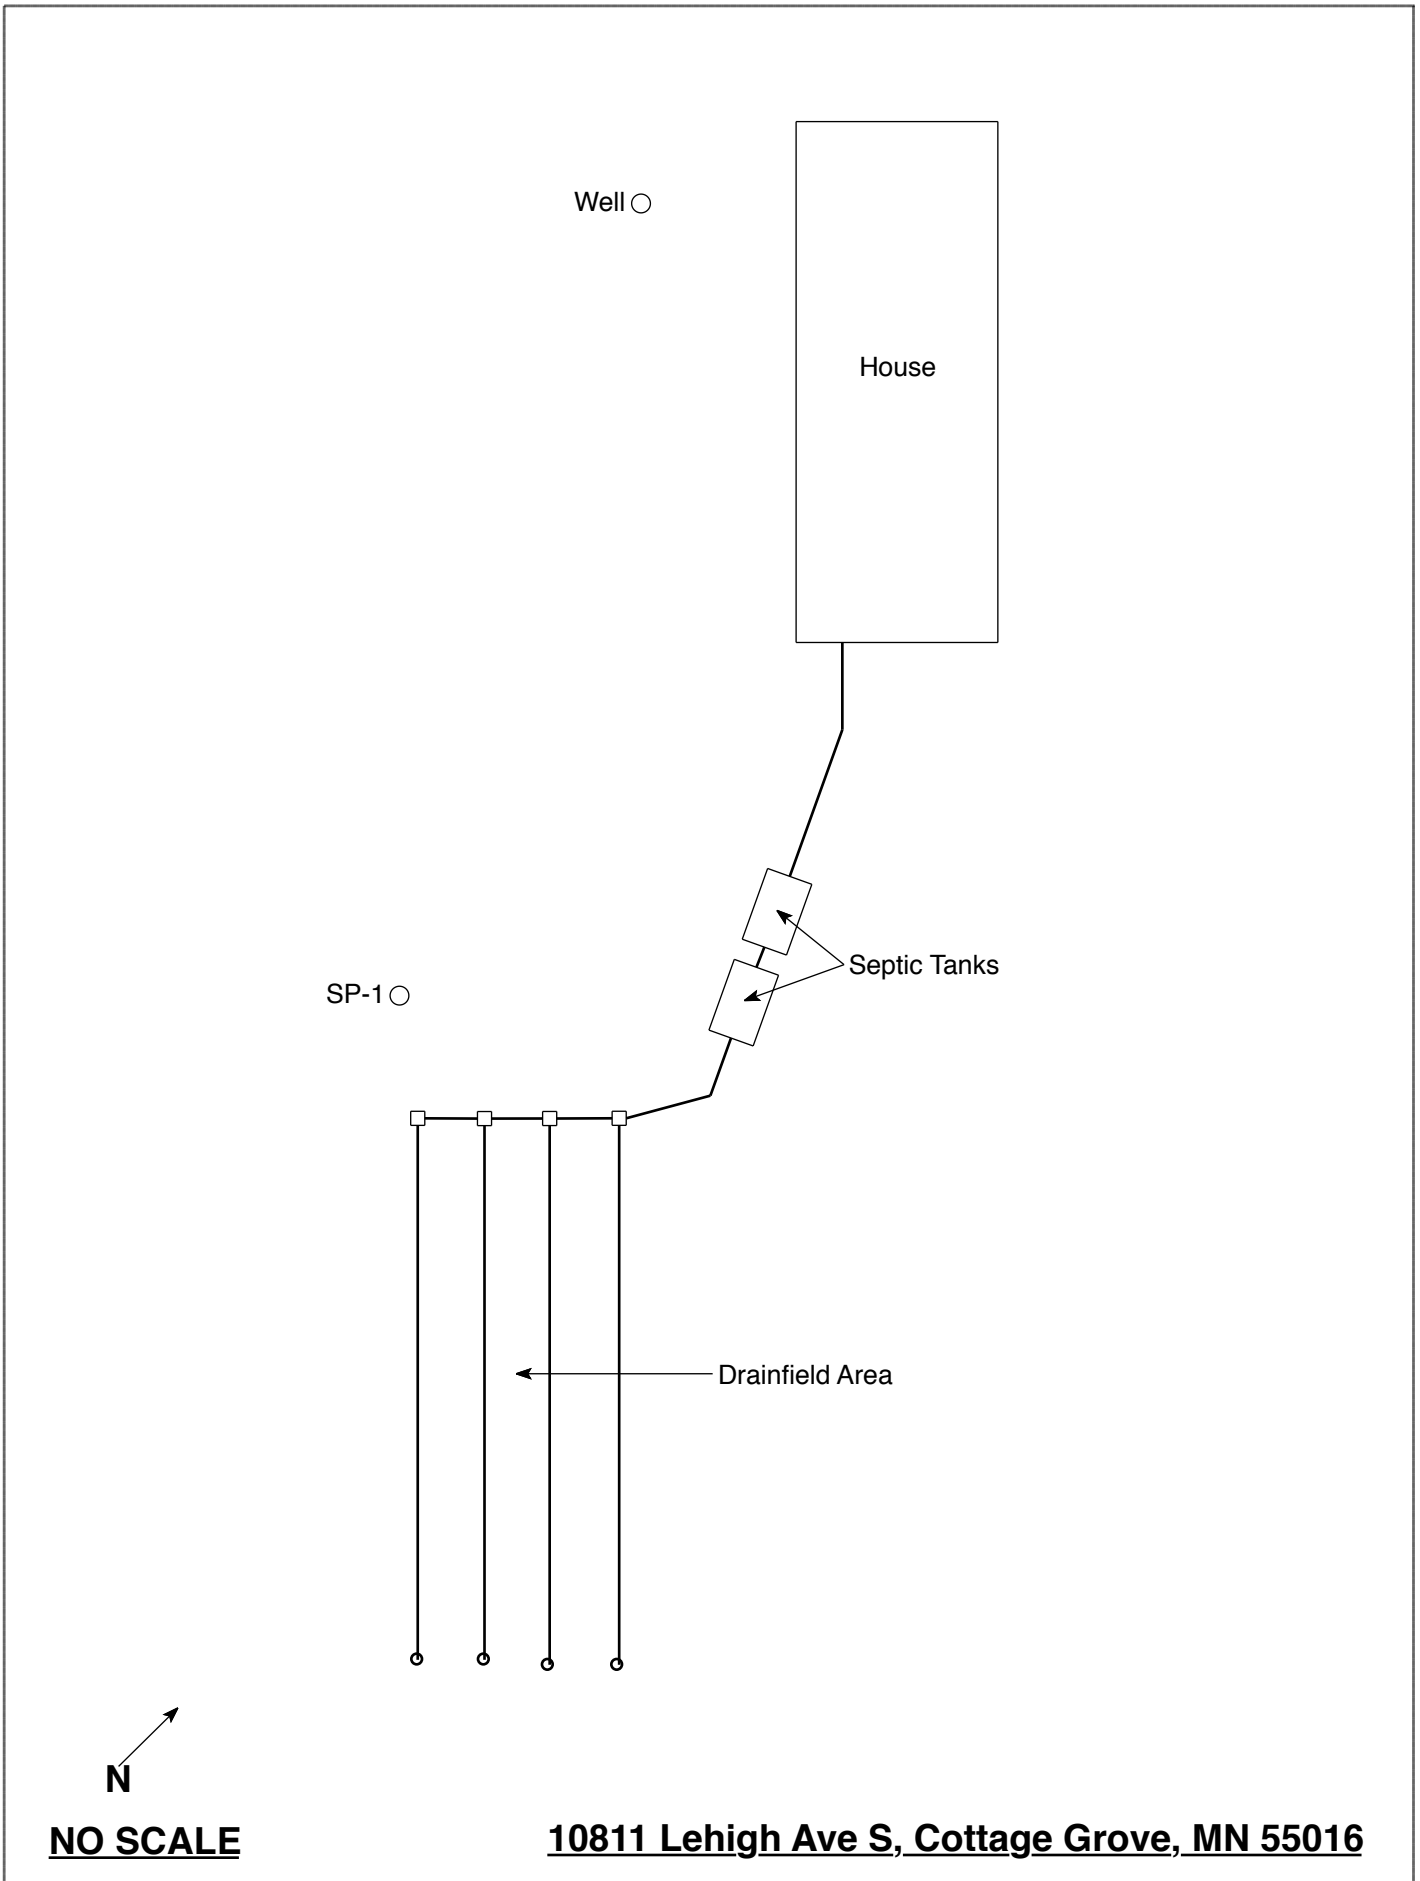 Well
House
Septic Tanks
SP-1
Drainfield Area
N
NO SCALE
10811 Lehigh Ave S, Cottage Grove, MN 55016